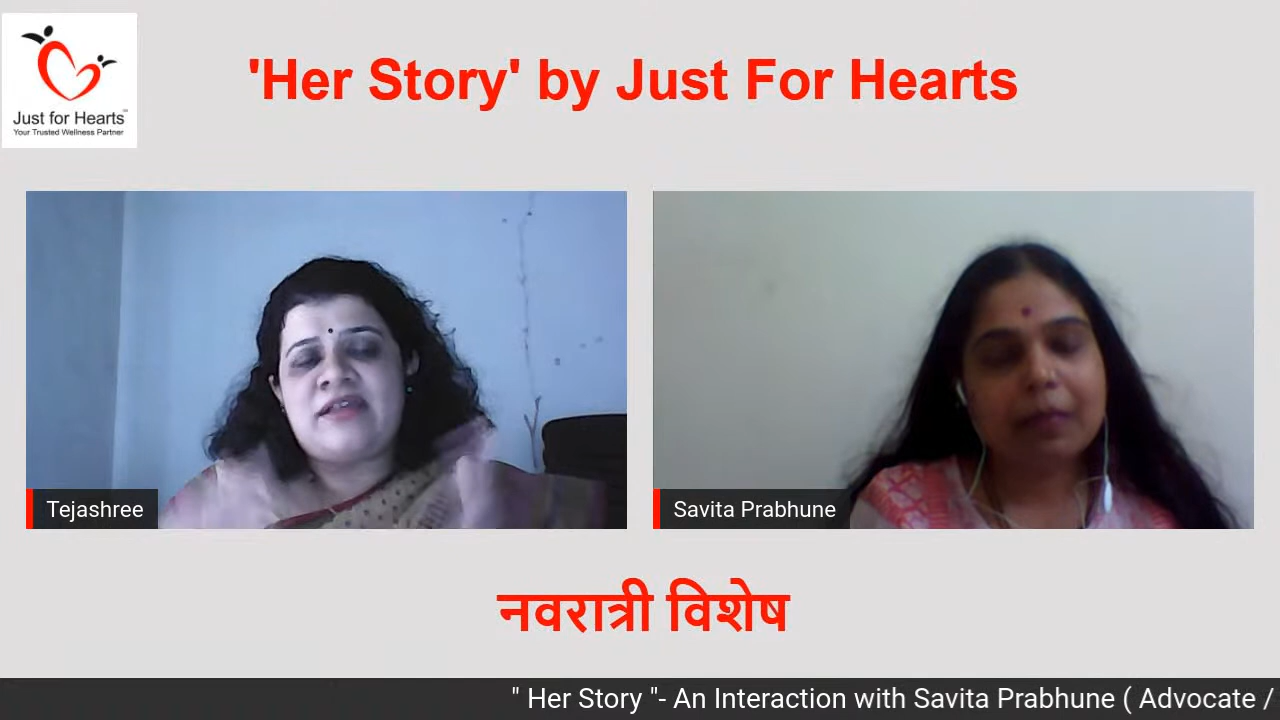 'Her Story' by Just For Hearts
Just for Hearts™
Your Trusted Wellness Partner
Tejashree
Savita Prabhune
नवरात्री विशेष
" Her Story "- An Interaction with Savita Prabhune ( Advocate /